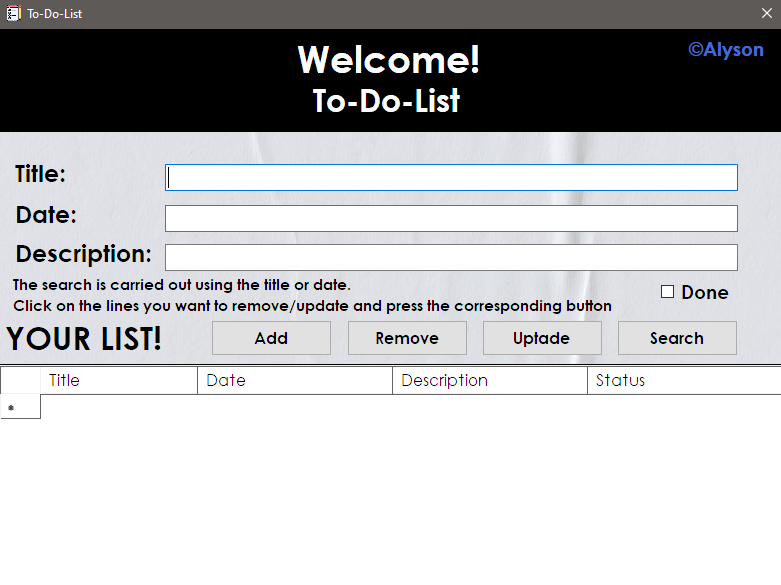 To-Do-List
Welcome!
©Alyson
To-Do-List
Title:
Date:
Description:
The search is carried out using the title or date.
Click on the lines you want to remove/update and press the corresponding button
Done
YOUR LIST!
Add
Remove
Uptade
Search
Title Date Description Status
*